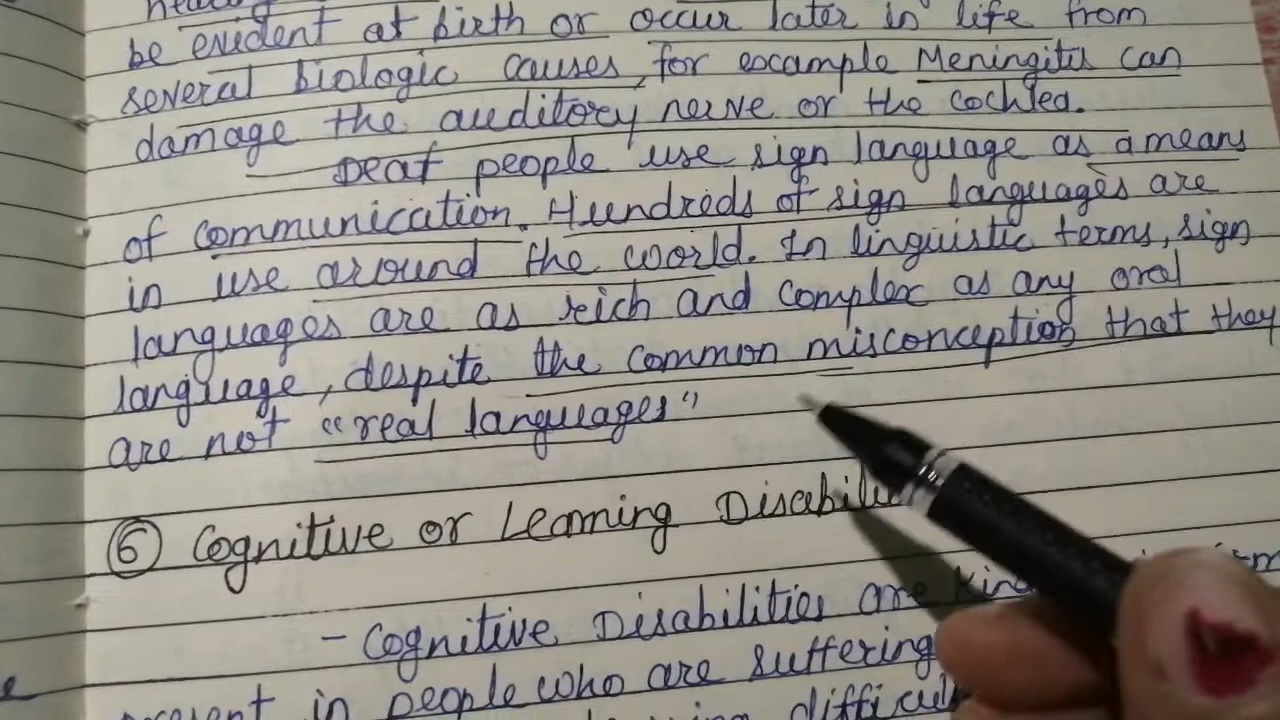 be evident at birth or occur later in life from
several biologic causes, for example Meningitis can
damage the auditory nerve or the cochlea.
Deaf people use sign language as a means
of communication. Hundreds of sign languages are
in use around the world. In linguistic terms, sign
languages are as rich and complex as any oral
language, despite the common misconception that they
are not "real languages"
⑥ Cognitive or Learning
- Cognitive Disabilities are
in people who are suffering